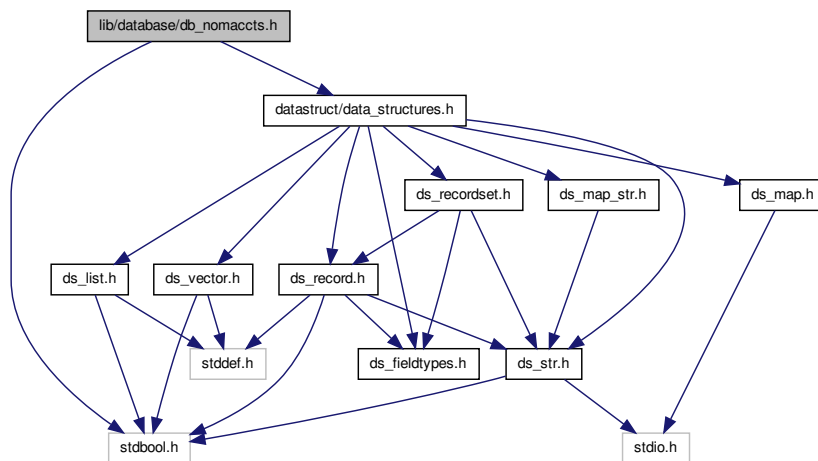 lib/database/db_nomaccts.h
datastruct/data_structures.h
ds_recordset.h
ds_map_str.h
ds_map.h
ds_list.h
ds_vector.h
ds_record.h
stddef.h
ds_fieldtypes.h
ds_str.h
stdbool.h
stdio.h